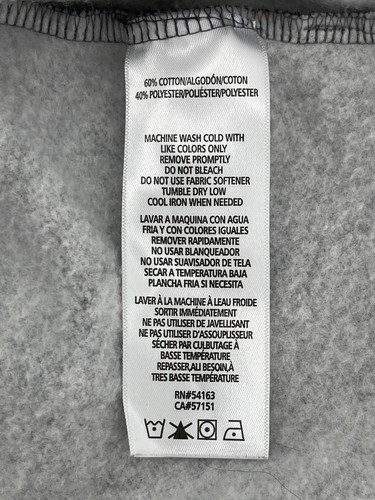 60% COTTON/ALGODÓN/COTON
40% POLYESTER/POLIÉSTER/POLYESTER
MACHINE WASH COLD WITH
LIKE COLORS ONLY
REMOVE PROMPTLY
DO NOT BLEACH
DO NOT USE FABRIC SOFTENER
TUMBLE DRY LOW
COOL IRON WHEN NEEDED
LAVAR A MAQUINA CON AGUA
FRIA Y CON COLORES IGUALES
REMOVER RAPIDAMENTE
NO USAR BLANQUEADOR
NO USAR SUAVISADOR DE TELA
SECAR A TEMPERATURA BAJA
PLANCHA FRIA SI NECESITA
LAVER À LA MACHINE À LEAU FROIDE
SORTIR IMMÉDIATEMENT
NE PAS UTILISER DE JAVELLISANT
NE PAS UTILISER D'ASSOUPLISSEUR
SÉCHER PAR CULBUTAGE À
BASSE TEMPÉRATURE
REPASSER,ALI BESOIN,À
TRES BASSE TEMPÉRATURE
RN#54163
CA#57151